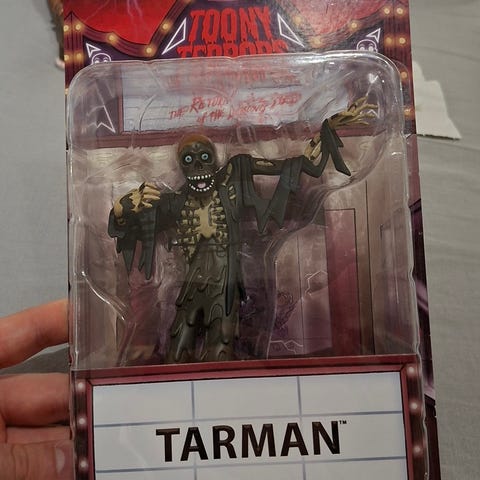 TOONY
TERRORS
THE RETURN
OF THE LIVING DEAD
TARMAN™